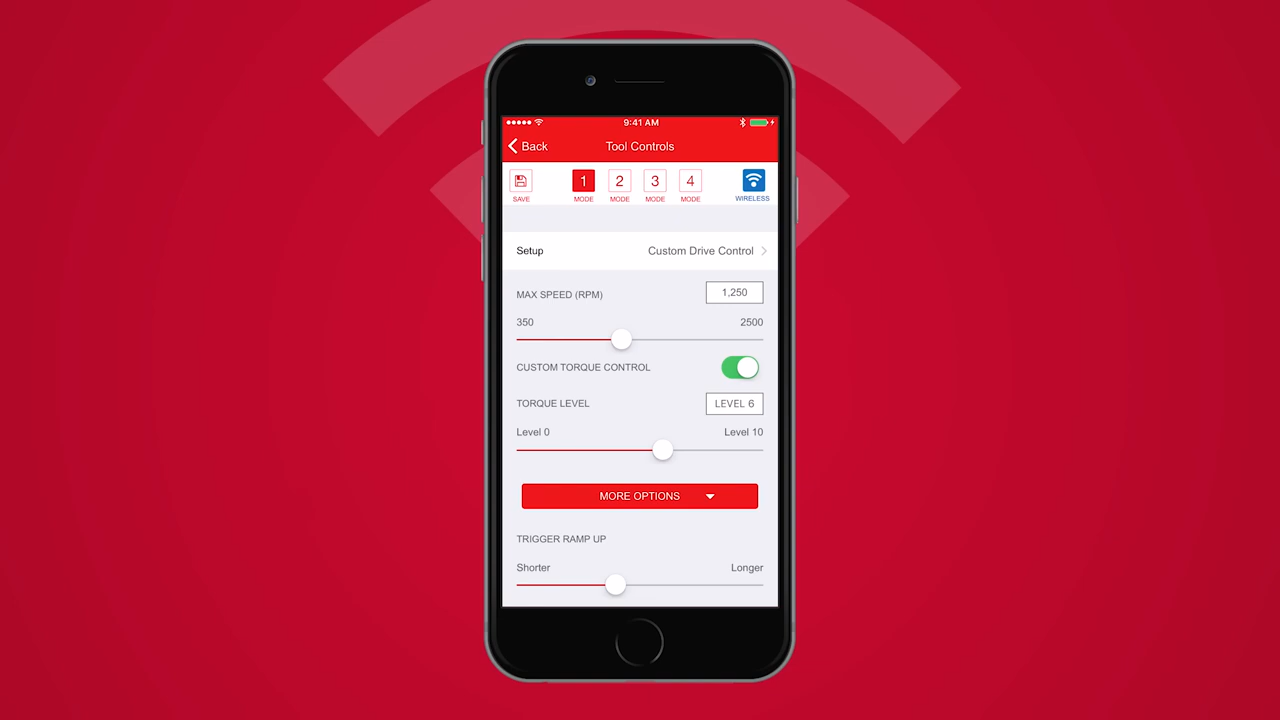 9:41 AM
Back Tool Controls
1 2 3 4
SAVE MODE MODE MODE MODE WIRELESS
Setup Custom Drive Control
MAX SPEED (RPM) 1,250
350 2500
CUSTOM TORQUE CONTROL
TORQUE LEVEL LEVEL 6
Level 0 Level 10
MORE OPTIONS
TRIGGER RAMP UP
Shorter Longer